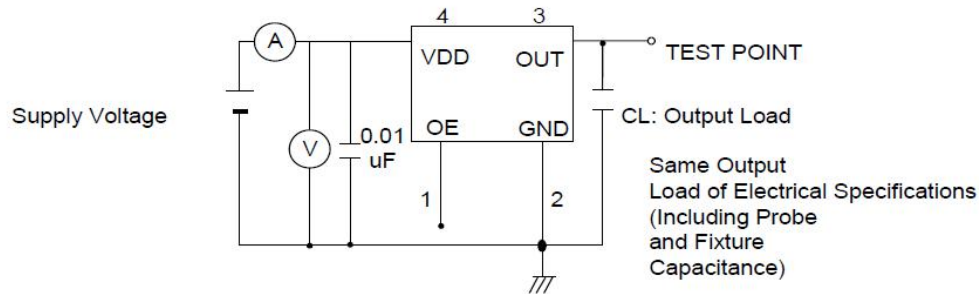 4
3
A
VDD
OUT
TEST POINT
Supply Voltage
CL: Output Load
V
0.01
uF
OE
GND
1
2
Same Output
Load of Electrical Specifications
(Including Probe
and Fixture
Capacitance)